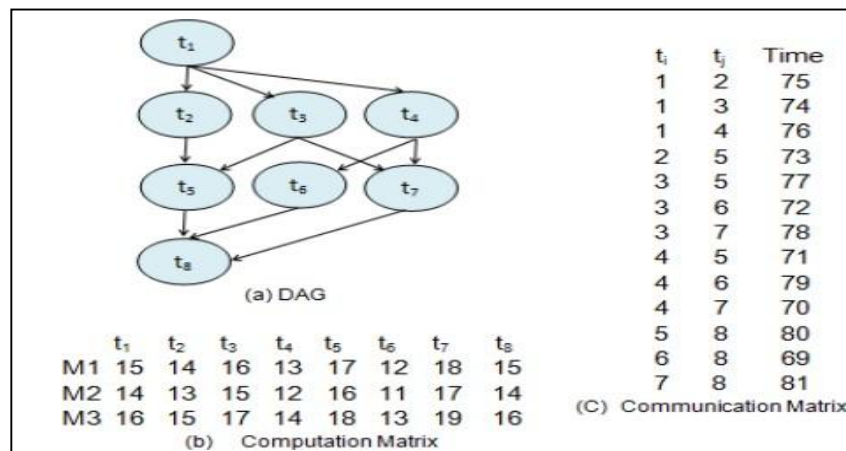 t₁
t₂ t₃ t₄
t₅ t₆ t₇
t₈
(a) DAG
t₁ t₂ t₃ t₄ t₅ t₆ t₇ t₈
M1 15 14 16 13 17 12 18 15
M2 14 13 15 12 16 11 17 14
M3 16 15 17 14 18 13 19 16
(b) Computation Matrix
tᵢ tⱼ Time
1 2 75
1 3 74
1 4 76
2 5 73
3 5 77
3 6 72
3 7 78
4 5 71
4 6 79
4 7 70
5 8 80
6 8 69
7 8 81
(C) Communication Matrix